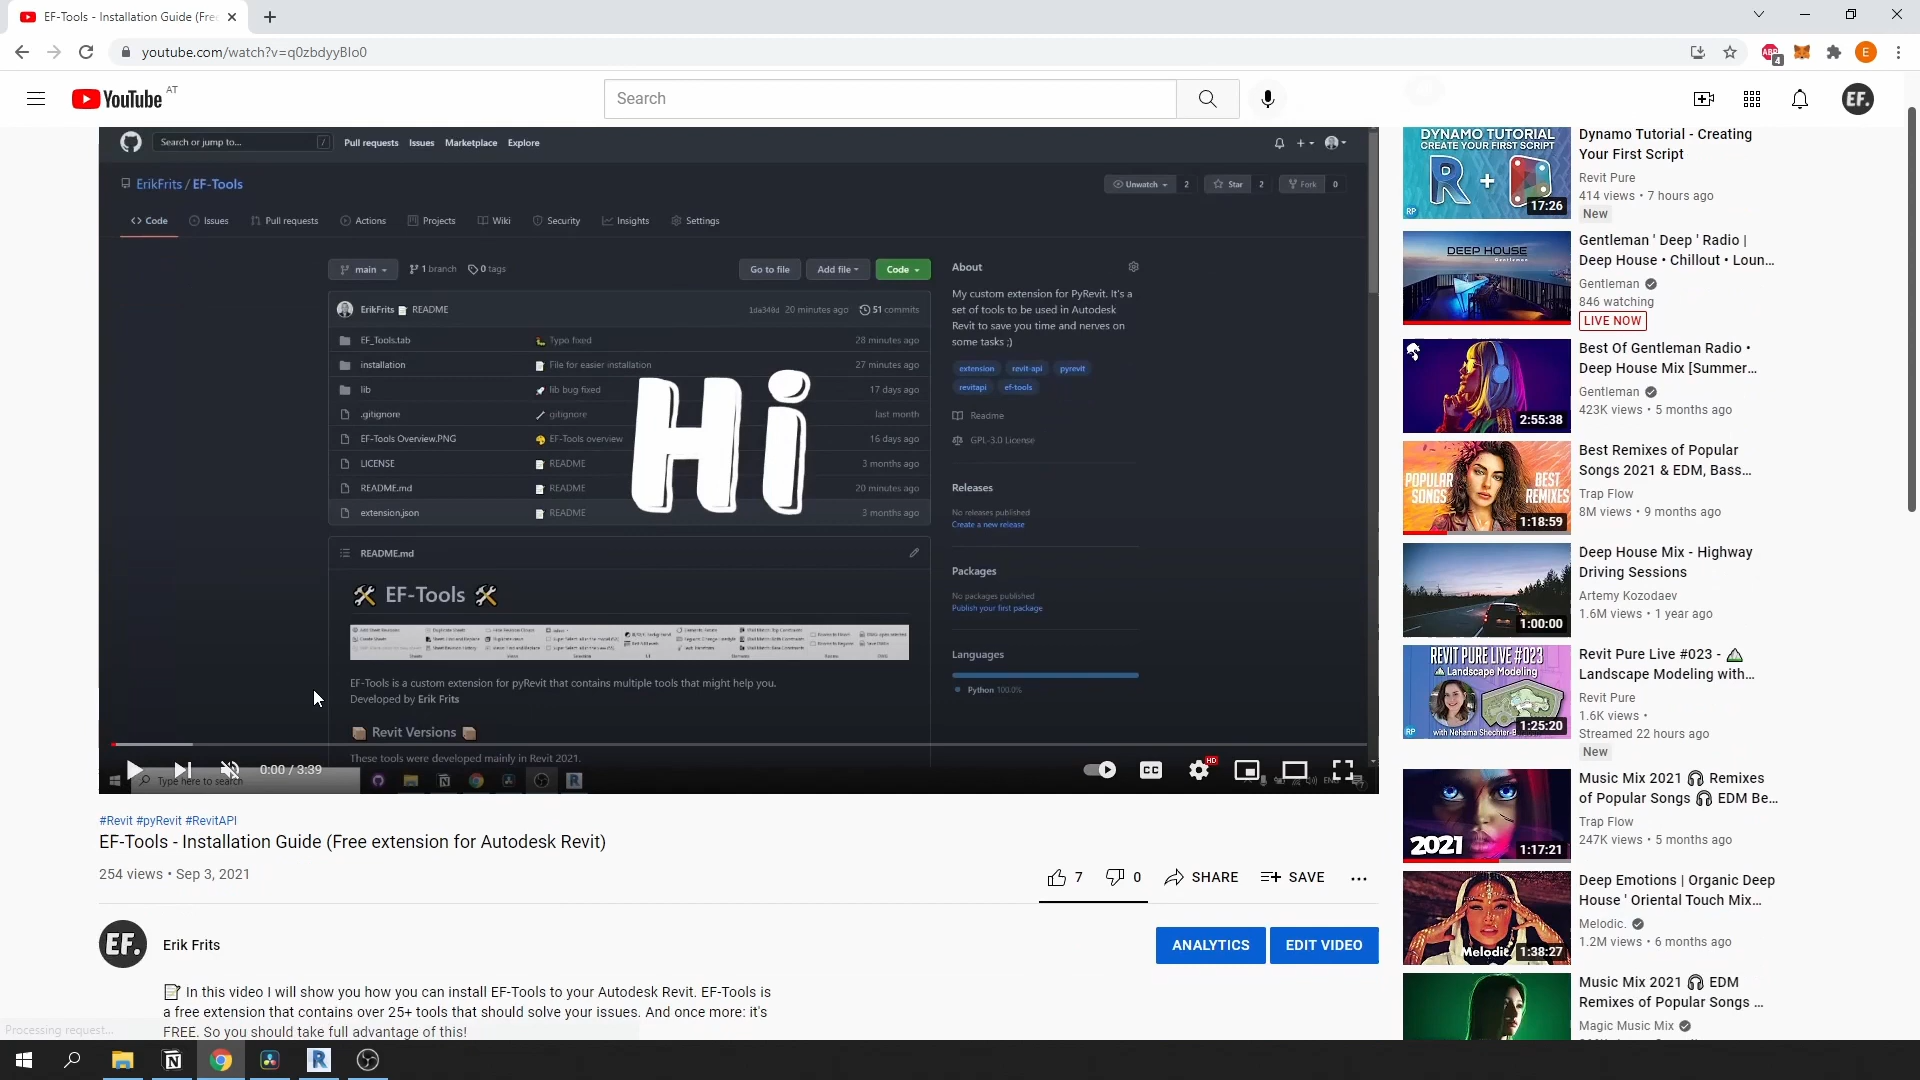 EF-Tools - Installation Guide (Free
youtube.com/watch?v=q0zbdyyBlo0
ABP
4
E
YouTube AT
Search
EF.
Search or jump to...
/
Pull requests Issues Marketplace Explore
ErikFrits / EF-Tools
Unwatch 2 Star 2 Fork 0
<> Code Issues Pull requests Actions Projects Wiki Security Insights Settings
main 1 branch 0 tags Go to file Add file Code
ErikFrits README 1da340d 20 minutes ago 51 commits
EF_Tools.tab Typo fixed 28 minutes ago
installation File for easier installation 27 minutes ago
lib lib bug fixed 17 days ago
.gitignore gitignore last month
EF-Tools Overview.PNG EF-Tools overview 16 days ago
LICENSE README 3 months ago
README.md README 20 minutes ago
extension.json README 3 months ago
Hi
About
My custom extension for PyRevit. It's a
set of tools to be used in Autodesk
Revit to save you time and nerves on
some tasks ;)
extension revit-api pyrevit
revitapi ef-tools
Readme
GPL-3.0 License
Releases
No releases published
Create a new release
Packages
No packages published
Publish your first package
Languages
Python 100.0%
README.md
EF-Tools
EF-Tools is a custom extension for pyRevit that contains multiple tools that might help you.
Developed by Erik Frits
Revit Versions
These tools were developed mainly in Revit 2021.
0:00 / 3:39
CC
HD
Type here to search
#Revit #pyRevit #RevitAPI
EF-Tools - Installation Guide (Free extension for Autodesk Revit)
254 views • Sep 3, 2021
7 0 SHARE SAVE ...
EF.
Erik Frits
ANALYTICS EDIT VIDEO
In this video I will show you how you can install EF-Tools to your Autodesk Revit. EF-Tools is
a free extension that contains over 25+ tools that should solve your issues. And once more: it's
FREE. So you should take full advantage of this!
Processing request...
DYNAMO TUTORIAL
CREATE YOUR FIRST SCRIPT
R +
RP
17:26
Dynamo Tutorial - Creating
Your First Script
Revit Pure
414 views • 7 hours ago
New
DEEP HOUSE
Gentleman
Gentleman ' Deep ' Radio |
Deep House • Chillout • Loun...
Gentleman
846 watching
LIVE NOW
2:55:38
Best Of Gentleman Radio •
Deep House Mix [Summer...
Gentleman
423K views • 5 months ago
POPULAR SONGS
BEST REMIXES
1:18:59
Best Remixes of Popular
Songs 2021 & EDM, Bass...
Trap Flow
8M views • 9 months ago
1:00:00
Deep House Mix - Highway
Driving Sessions
Artemy Kozodaev
1.6M views • 1 year ago
REVIT PURE LIVE #023
Landscape Modeling
RP
1:25:20
Revit Pure Live #023 -
Landscape Modeling with...
Revit Pure
1.6K views •
Streamed 22 hours ago
New
2021
1:17:21
Music Mix 2021 Remixes
of Popular Songs EDM Be...
Trap Flow
247K views • 5 months ago
Melodic.
1:38:27
Deep Emotions | Organic Deep
House ' Oriental Touch Mix...
Melodic.
1.2M views • 6 months ago
Music Mix 2021 EDM
Remixes of Popular Songs ...
Magic Music Mix